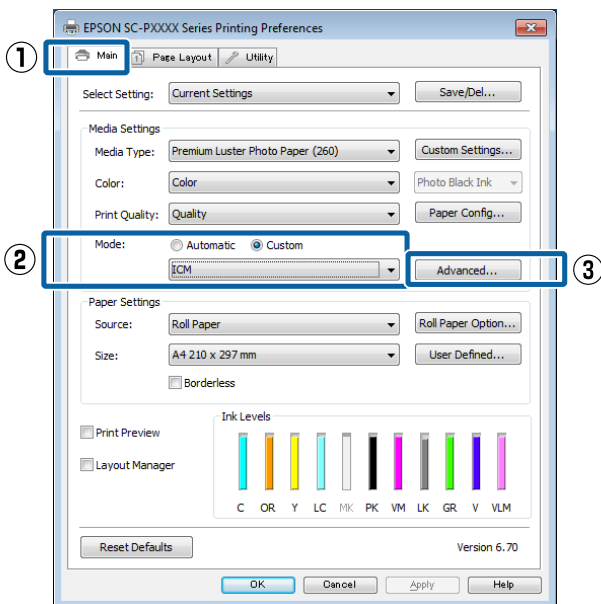 EPSON SC-PXXXX Series Printing Preferences
① Main Page Layout Utility
Select Setting: Current Settings Save/Del...
Media Settings
Media Type: Premium Luster Photo Paper (260) Custom Settings...
Color: Color Photo Black Ink
Print Quality: Quality Paper Config...
Mode: Automatic Custom
② ICM Advanced... ③
Paper Settings
Source: Roll Paper Roll Paper Option...
Size: A4 210 x 297 mm User Defined...
Borderless
Ink Levels
Print Preview
Layout Manager
C OR Y LC MK PK VM LK GR V VLM
Reset Defaults Version 6.70
OK Cancel Apply Help